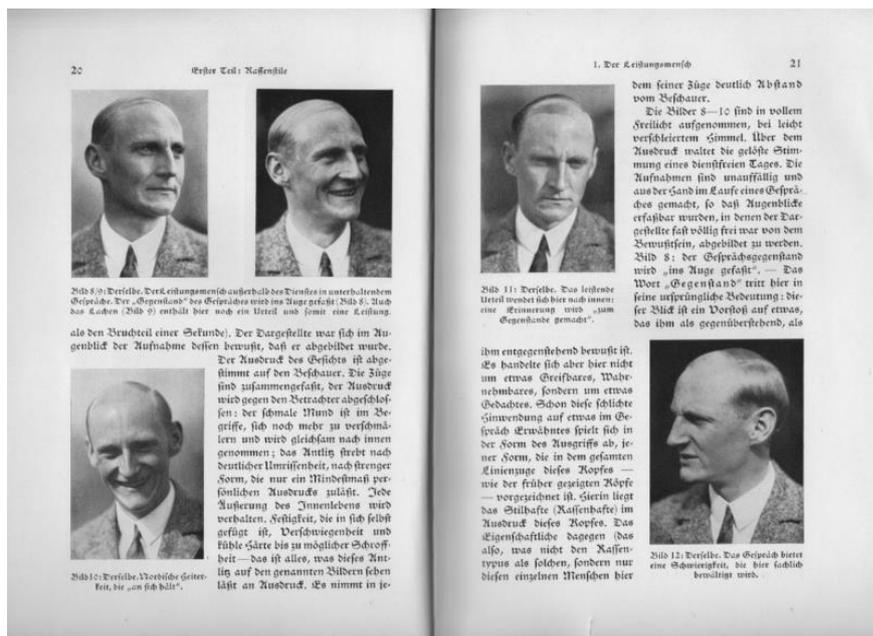 20
Erster Teil: Rassenstile
Bild 8/9: Derselbe. Der Leistungsmensch außerhalb des Dienstes in unterhaltendem
Gespräche. Der „Gegenstand“ des Gespräches wird ins Auge gefaßt (Bild 8). Auch
das Lachen (Bild 9) enthält hier noch ein Urteil und somit eine Leistung.
als den Bruchteil einer Sekunde). Der Dargestellte war sich im Au-
genblick der Aufnahme dessen bewußt, daß er abgebildet wurde.
Der Ausdruck des Gesichts ist abge-
stimmt auf den Beschauer. Die Züge
sind zusammengefaßt, der Ausdruck
wird gegen den Betrachter abgeschlos-
sen: der schmale Mund ist im Be-
griffe, sich noch mehr zu verschmä-
lern und wird gleichsam nach innen
genommen; das Antlitz strebt nach
deutlicher Umrissenheit, nach strenger
Form, die nur ein Mindestmaß per-
sönlichen Ausdrucks zuläßt. Jede
Äußerung des Innenlebens wird
verhalten. Festigkeit, die in sich selbst
gefügt ist, Verschwiegenheit und
kühle Härte bis zu möglicher Schroff-
heit — das ist alles, was dieses Ant-
litz auf den genannten Bildern sehen
läßt an Ausdruck. Es nimmt in je-
Bild 10: Derselbe. Nordische Heiter-
keit, die „an sich hält“.
I. Der Leistungsmensch
21
dem seiner Züge deutlich Abstand
vom Beschauer.
Die Bilder 8—10 sind in vollem
Freilicht aufgenommen, bei leicht
verschleiertem Himmel. Über dem
Ausdruck waltet die gelöste Stim-
mung eines dienstfreien Tages. Die
Aufnahmen sind unauffällig und
aus der Hand im Laufe eines Gesprä-
ches gemacht, so daß Augenblicke
erfaßbar wurden, in denen der Dar-
gestellte fast völlig frei war von dem
Bewußtsein, abgebildet zu werden.
Bild 8: der Gesprächsgegenstand
wird „ins Auge gefaßt“. — Das
Wort „Gegenstand“ tritt hier in
seine ursprüngliche Bedeutung: die-
ser Blick ist ein Vorstoß auf etwas,
das ihm als gegenüberstehend, als
Bild 11: Derselbe. Das leistende
Urteil wendet sich hier nach innen:
eine Erinnerung wird „zum
Gegenstande gemacht“.
ihm entgegenstehend bewußt ist.
Es handelte sich aber hier nicht
um etwas Greifbares, Wahr-
nehmbares, sondern um etwas
Gedachtes. Schon diese schlichte
Hinwendung auf etwas im Ge-
spräch Erwähntes spielt sich in
der Form des Ausgriffs ab, je-
ner Form, die in dem gesamten
Linienzuge dieses Kopfes —
wie der früher gezeigten Köpfe
— vorgezeichnet ist. Hierin liegt
das Stilhafte (Rassenhafte) im
Ausdruck dieses Kopfes. Das
Eigenschaftliche dagegen (das
also, was nicht den Rassen-
typus als solchen, sondern nur
diesen einzelnen Menschen hier
Bild 12: Derselbe. Das Gespräch bietet
eine Schwierigkeit, die hier sachlich
bewältigt wird.